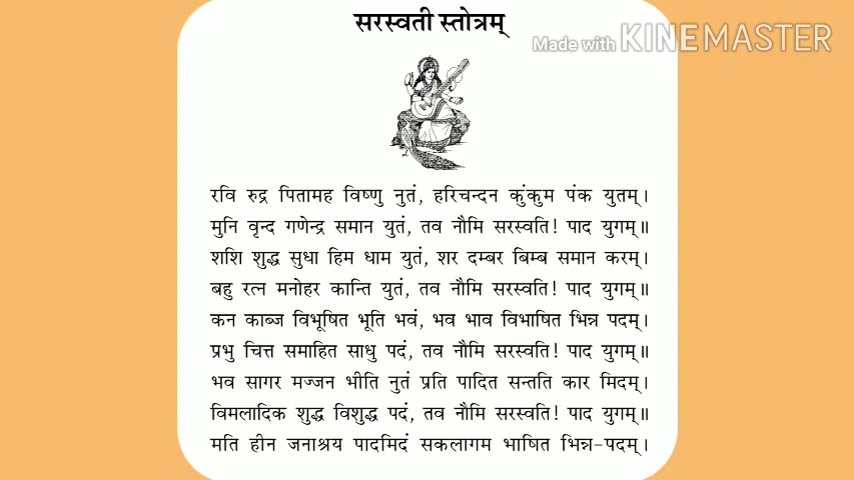 सरस्वती स्तोत्रम्
Made with KINEMASTER
रवि रुद्र पितामह विष्णु नुतं, हरिचन्दन कुंकुम पंक युतम्।
मुनि वृन्द गणेन्द्र समान युतं, तव नौमि सरस्वति! पाद युगम्॥
शशि शुद्ध सुधा हिम धाम युतं, शर दम्बर बिम्ब समान करम्।
बहु रत्न मनोहर कान्ति युतं, तव नौमि सरस्वति! पाद युगम्॥
कन काब्ज विभूषित भूति भवं, भव भाव विभाषित भिन्न पदम्।
प्रभु चित्त समाहित साधु पदं, तव नौमि सरस्वति! पाद युगम्॥
भव सागर मज्जन भीति नुतं प्रति पादित सन्तति कार मिदम्।
विमलादिक शुद्ध विशुद्ध पदं, तव नौमि सरस्वति! पाद युगम्॥
मति हीन जनाश्रय पादमिदं सकलागम भाषित भिन्न-पदम्।